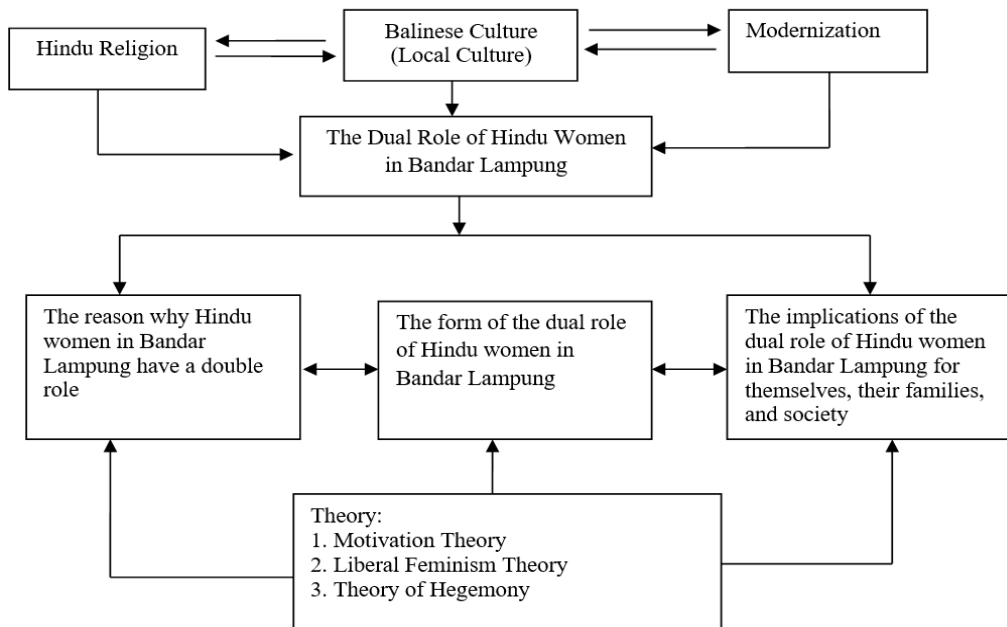 Hindu Religion
Balinese Culture
(Local Culture)
Modernization
The Dual Role of Hindu Women
in Bandar Lampung
The reason why Hindu
women in Bandar
Lampung have a double
role
The form of the dual role
of Hindu women in
Bandar Lampung
The implications of the
dual role of Hindu women
in Bandar Lampung for
themselves, their families,
and society
Theory:
1. Motivation Theory
2. Liberal Feminism Theory
3. Theory of Hegemony